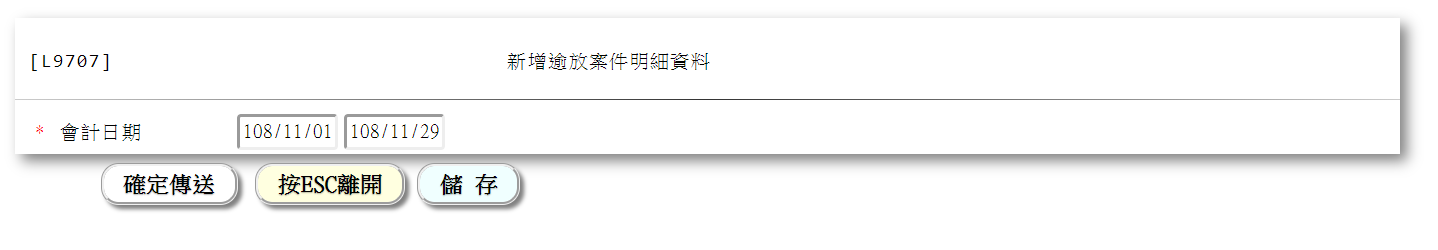 [L9707] 新增逾放案件明細資料
* 會計日期 108/11/01 108/11/29
確定傳送 按ESC離開 儲 存